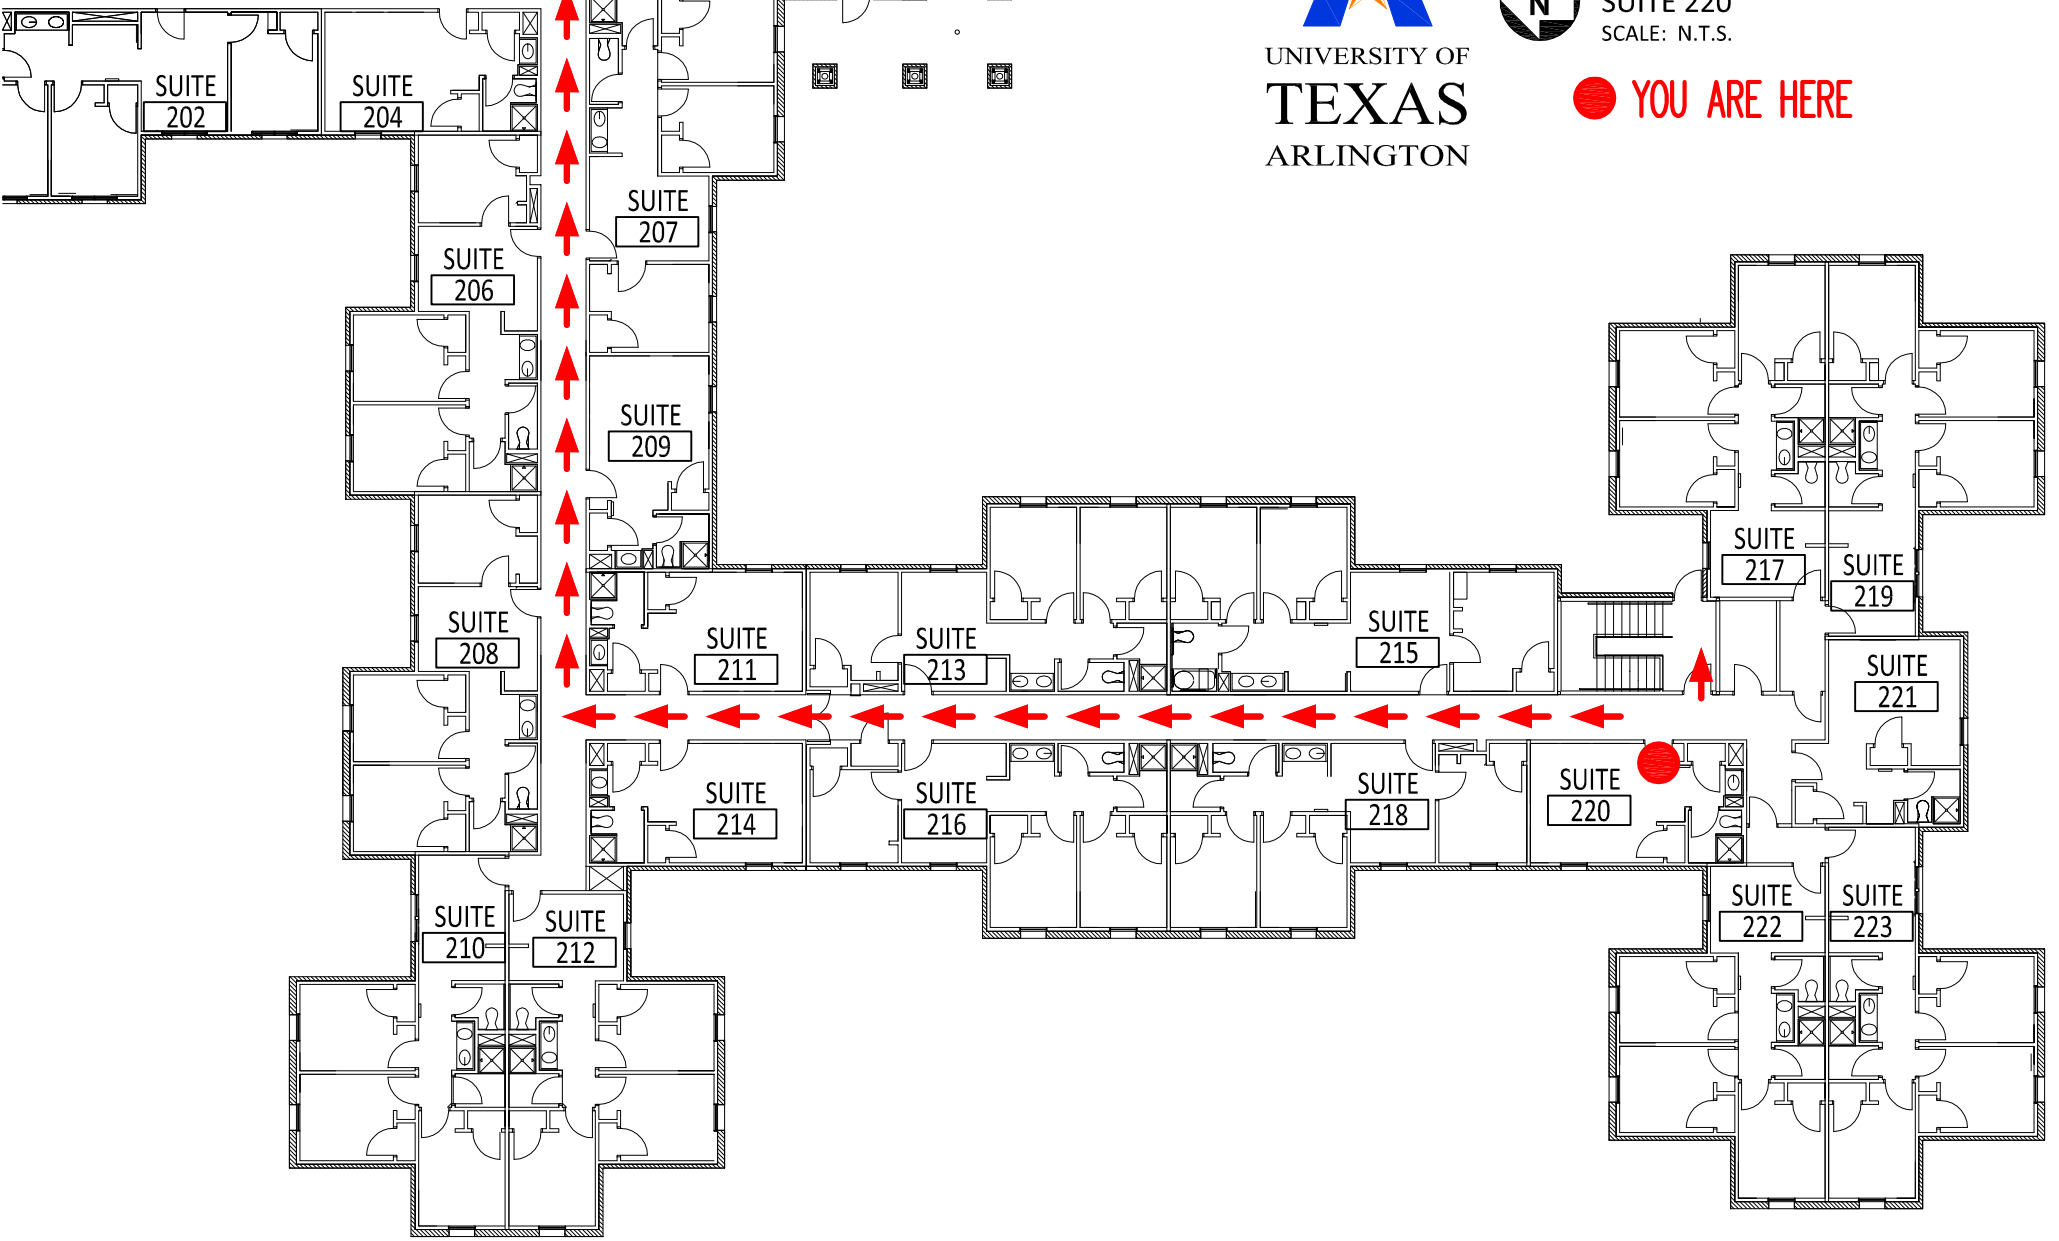 N
SUITE 220
SCALE: N.T.S.
UNIVERSITY OF
TEXAS
ARLINGTON
YOU ARE HERE
SUITE
202
SUITE
204
SUITE
207
SUITE
206
SUITE
209
SUITE
217
SUITE
219
SUITE
208
SUITE
211
SUITE
213
SUITE
215
SUITE
221
SUITE
214
SUITE
216
SUITE
218
SUITE
220
SUITE
210
SUITE
212
SUITE
222
SUITE
223